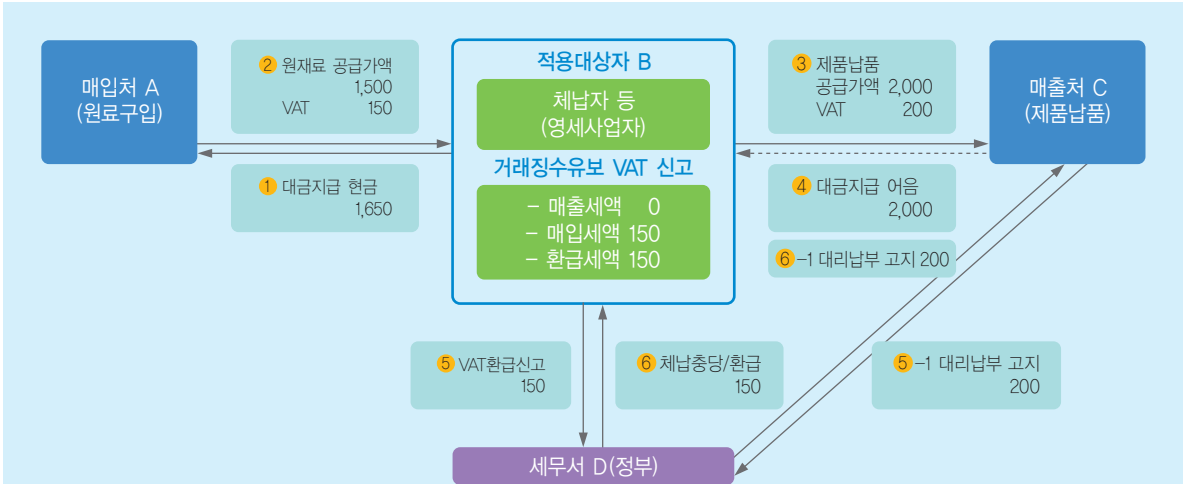 매입처 A
(원료구입)
② 원재료 공급가액
1,500
VAT 150
① 대금지급 현금
1,650
적용대상자 B
체납자 등
(영세사업자)
거래징수유보 VAT 신고
- 매출세액 0
- 매입세액 150
- 환급세액 150
③ 제품납품
공급가액 2,000
VAT 200
④ 대금지급 어음
2,000
⑥-1 대리납부 고지 200
매출처 C
(제품납품)
⑤ VAT환급신고
150
⑥ 체납충당/환급
150
⑤-1 대리납부 고지
200
세무서 D(정부)